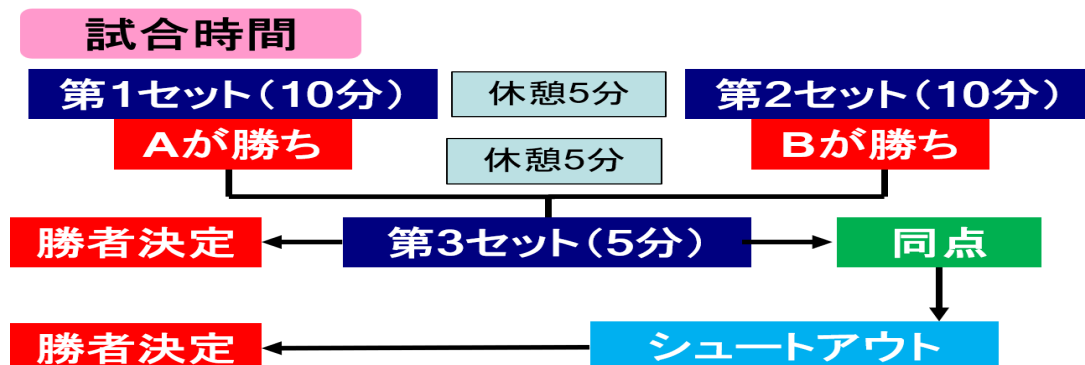 試合時間
第1セット(10分)
休憩5分
第2セット(10分)
Aが勝ち
休憩5分
Bが勝ち
勝者決定
第3セット(5分)
同点
勝者決定
シュートアウト